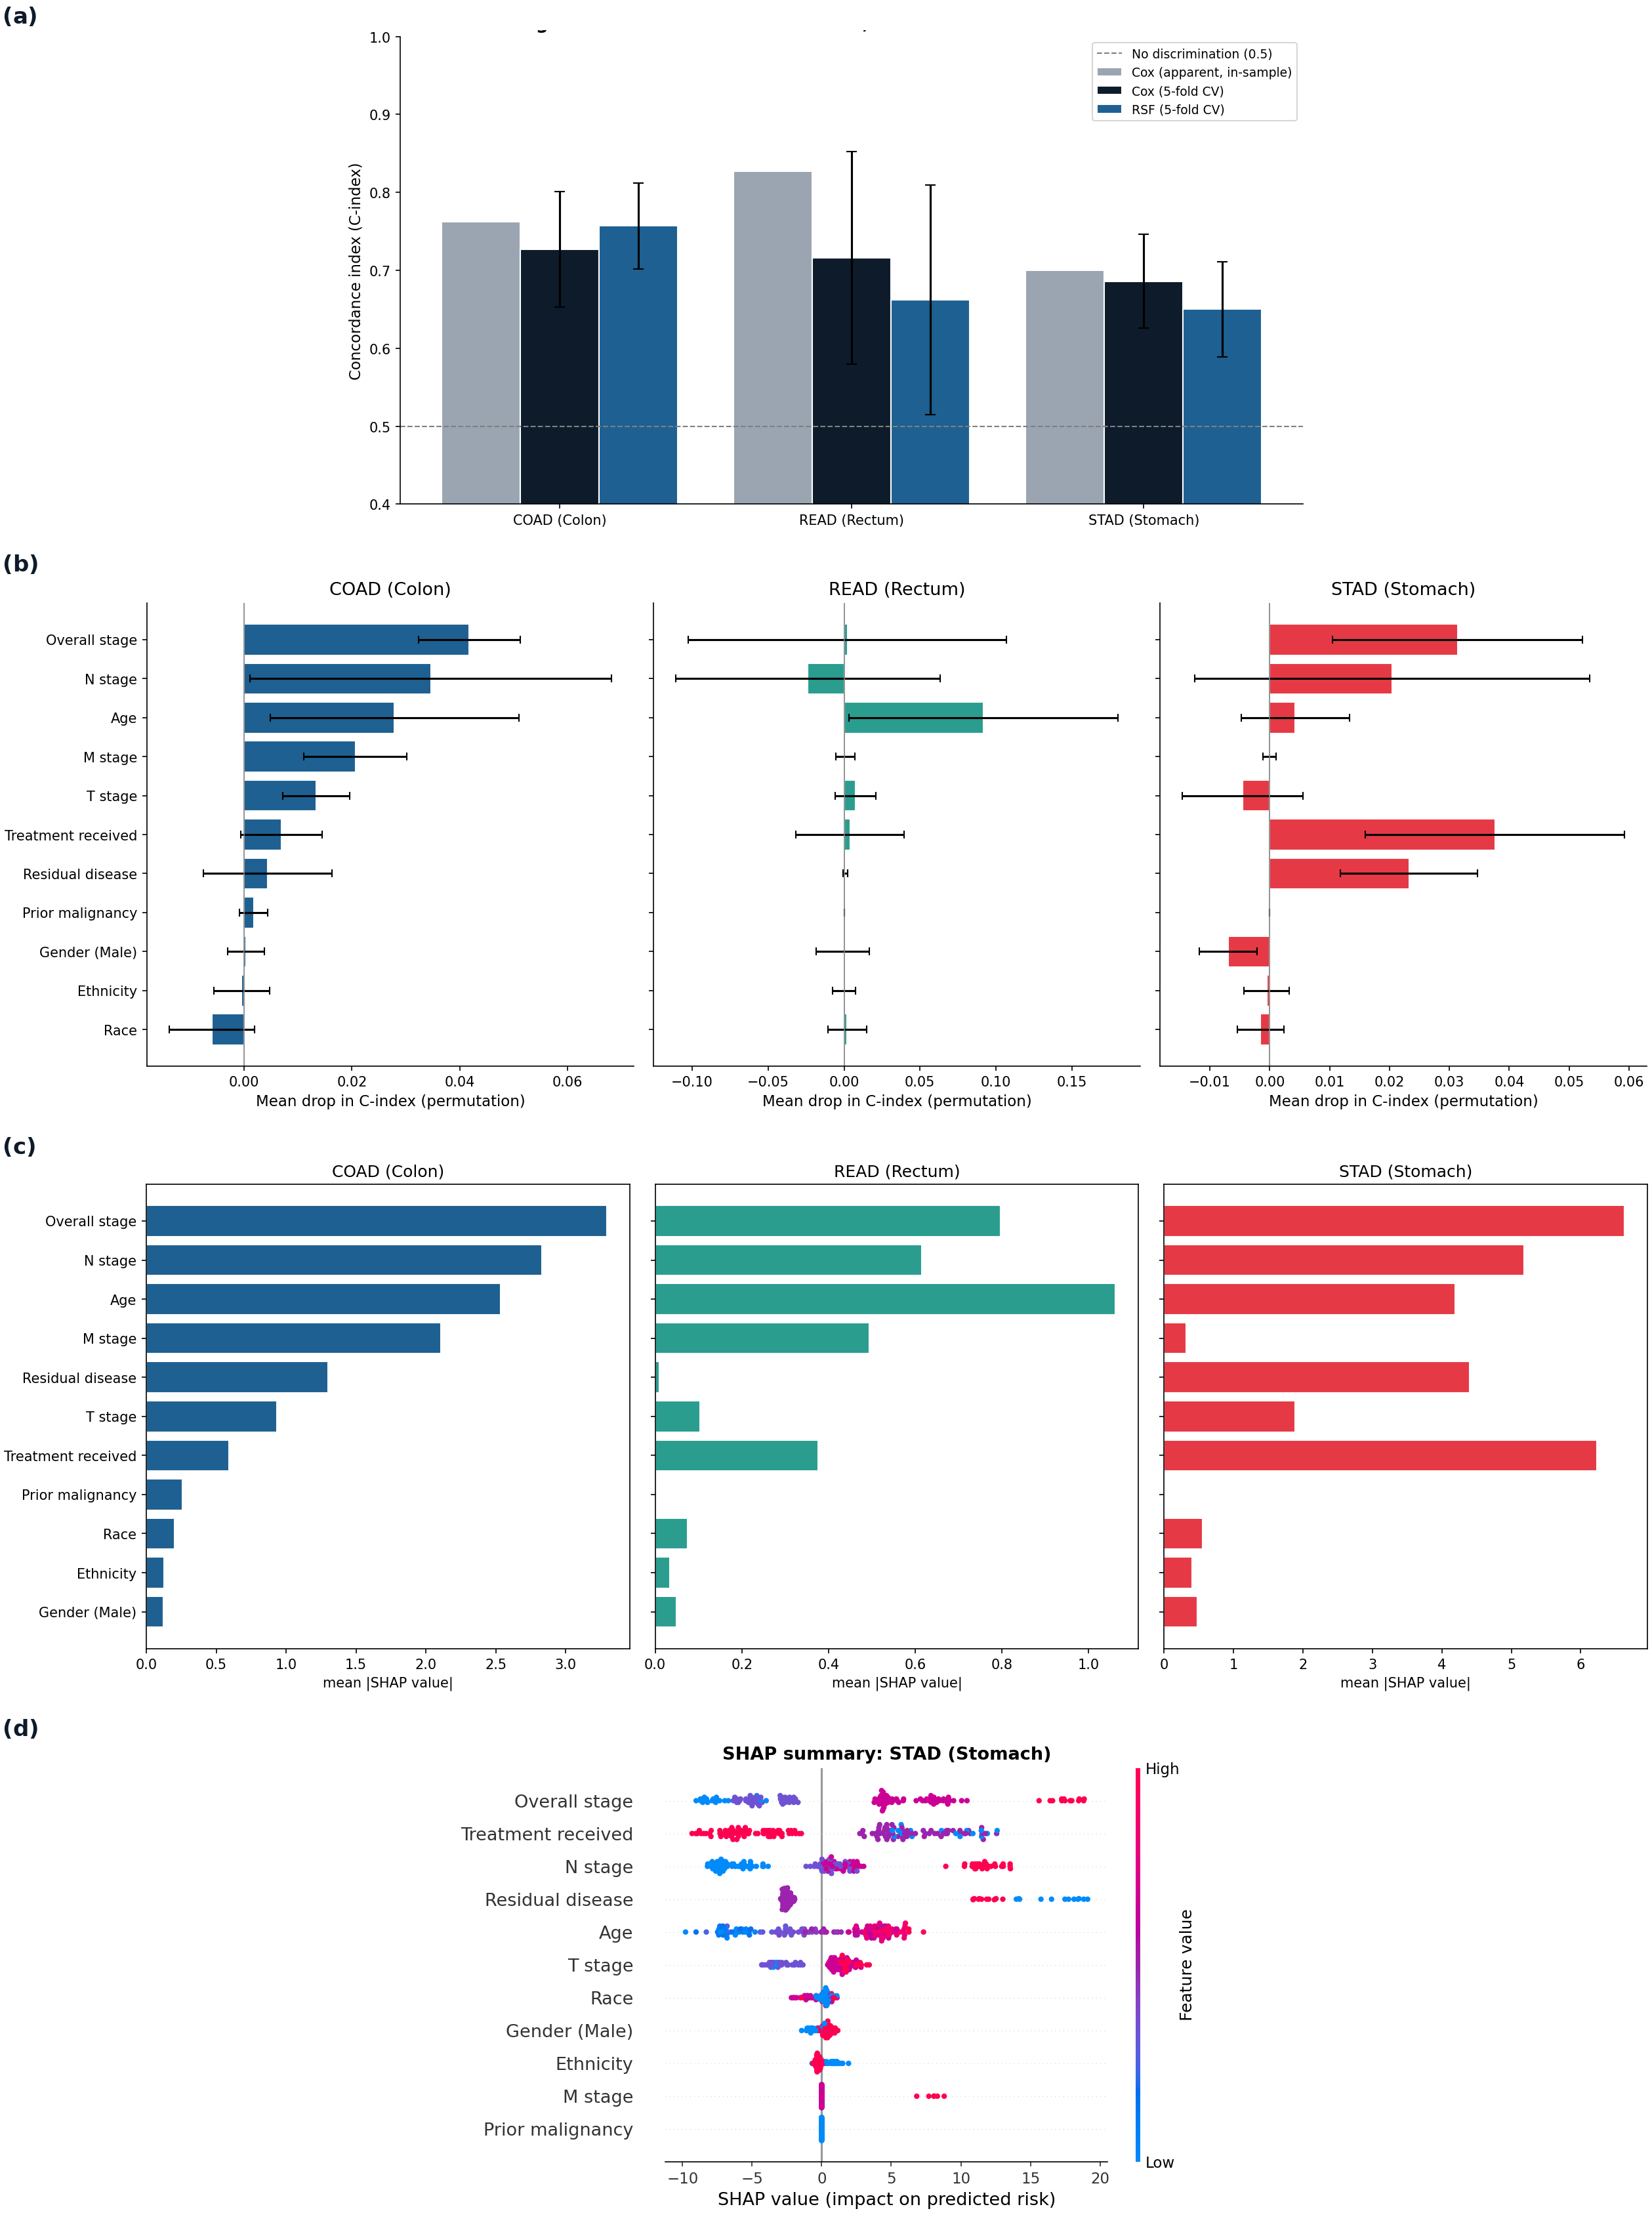 (a)
1.0
0.9
0.8
0.7
0.6
0.5
0.4
Concordance index (C-index)
No discrimination (0.5)
Cox (apparent, in-sample)
Cox (5-fold CV)
RSF (5-fold CV)
COAD (Colon)
READ (Rectum)
STAD (Stomach)
(b)
COAD (Colon)
READ (Rectum)
STAD (Stomach)
Overall stage
N stage
Age
M stage
T stage
Treatment received
Residual disease
Prior malignancy
Gender (Male)
Ethnicity
Race
0.00 0.02 0.04 0.06
−0.10 −0.05 0.00 0.05 0.10 0.15
−0.01 0.00 0.01 0.02 0.03 0.04 0.05 0.06
Mean drop in C-index (permutation)
Mean drop in C-index (permutation)
Mean drop in C-index (permutation)
(c)
COAD (Colon)
READ (Rectum)
STAD (Stomach)
Overall stage
N stage
Age
M stage
Residual disease
T stage
Treatment received
Prior malignancy
Race
Ethnicity
Gender (Male)
0.0 0.5 1.0 1.5 2.0 2.5 3.0
0.0 0.2 0.4 0.6 0.8 1.0
0 1 2 3 4 5 6
mean |SHAP value|
mean |SHAP value|
mean |SHAP value|
(d)
SHAP summary: STAD (Stomach)
High
Overall stage
Treatment received
N stage
Residual disease
Age
T stage
Race
Gender (Male)
Ethnicity
M stage
Prior malignancy
Feature value
Low
−10 −5 0 5 10 15 20
SHAP value (impact on predicted risk)